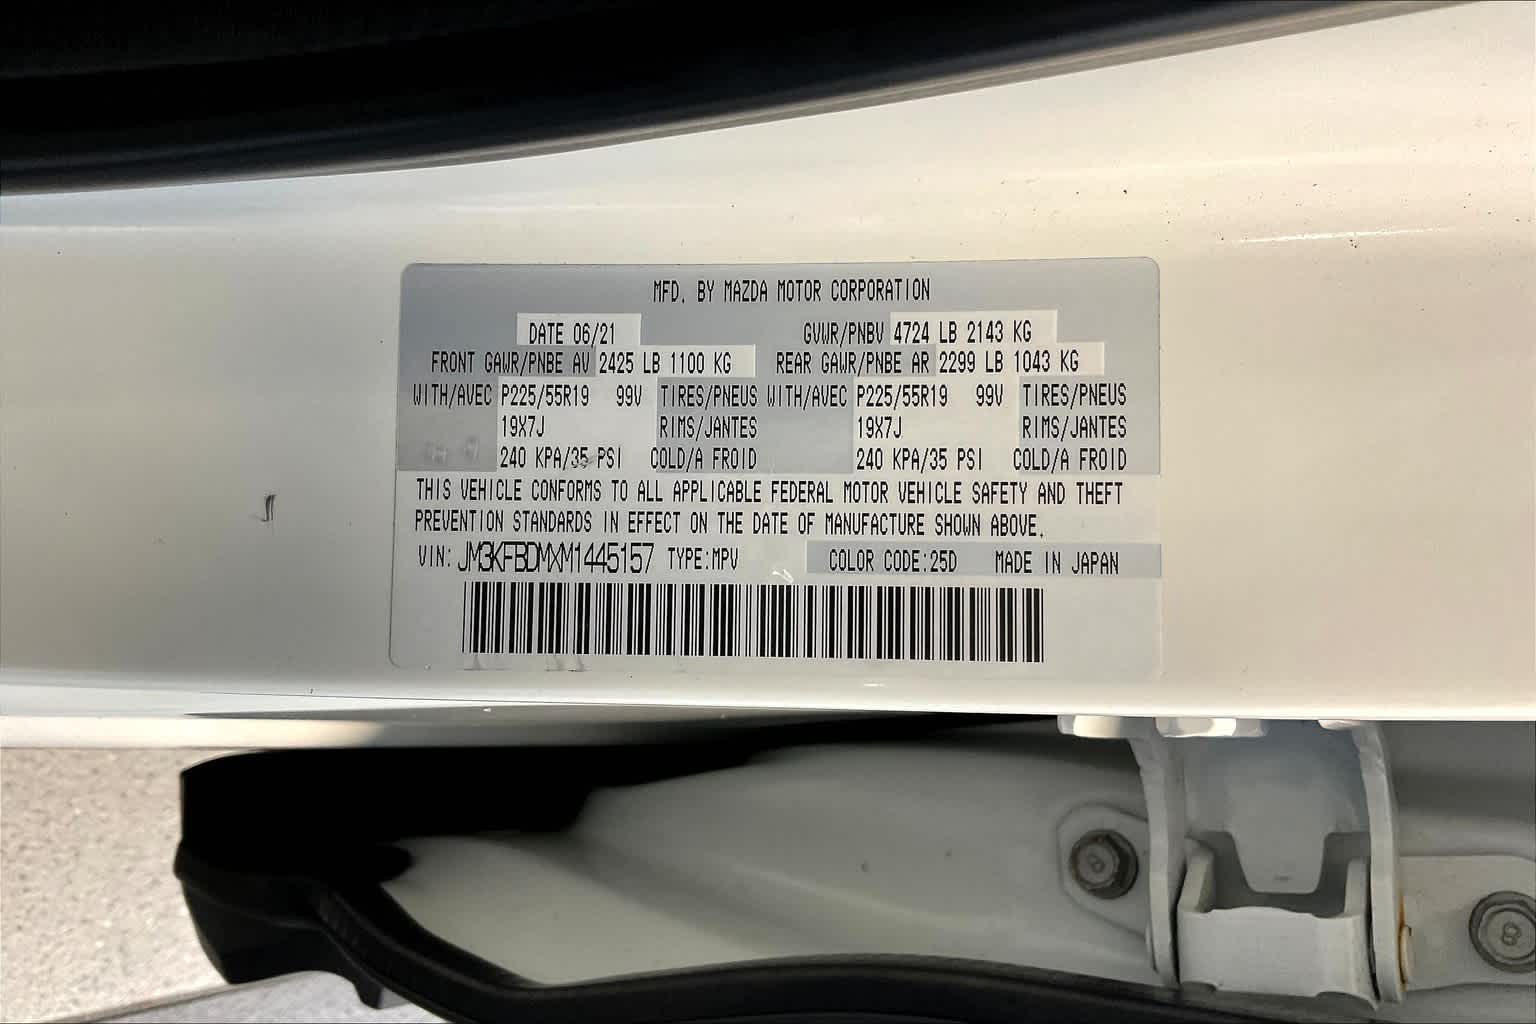 MFD. BY MAZDA MOTOR CORPORATION
DATE 06/21 GVWR/PNBV 4724 LB 2143 KG
FRONT GAWR/PNBE AV 2425 LB 1100 KG REAR GAWR/PNBE AR 2299 LB 1043 KG
WITH/AVEC P225/55R19 99V TIRES/PNEUS WITH/AVEC P225/55R19 99V TIRES/PNEUS
19X7J RIMS/JANTES 19X7J RIMS/JANTES
240 KPA/35 PSI COLD/A FROID 240 KPA/35 PSI COLD/A FROID
THIS VEHICLE CONFORMS TO ALL APPLICABLE FEDERAL MOTOR VEHICLE SAFETY AND THEFT
PREVENTION STANDARDS IN EFFECT ON THE DATE OF MANUFACTURE SHOWN ABOVE.
VIN: JM3KFBDMXM1445157 TYPE:MPV COLOR CODE:25D MADE IN JAPAN
8
8